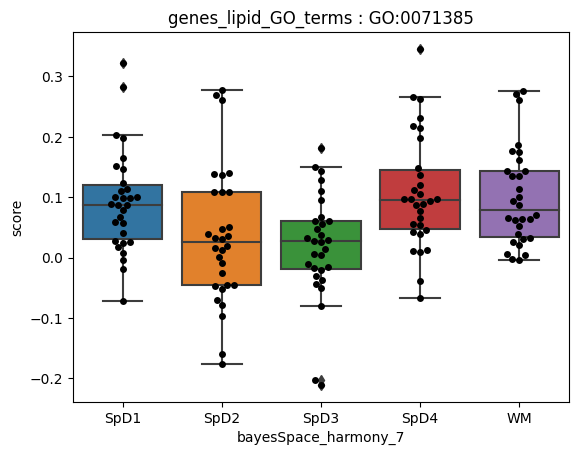 genes_lipid_GO_terms : GO:0071385
score
0.3
0.2
0.1
0.0
−0.1
−0.2
SpD1 SpD2 SpD3 SpD4 WM
bayesSpace_harmony_7